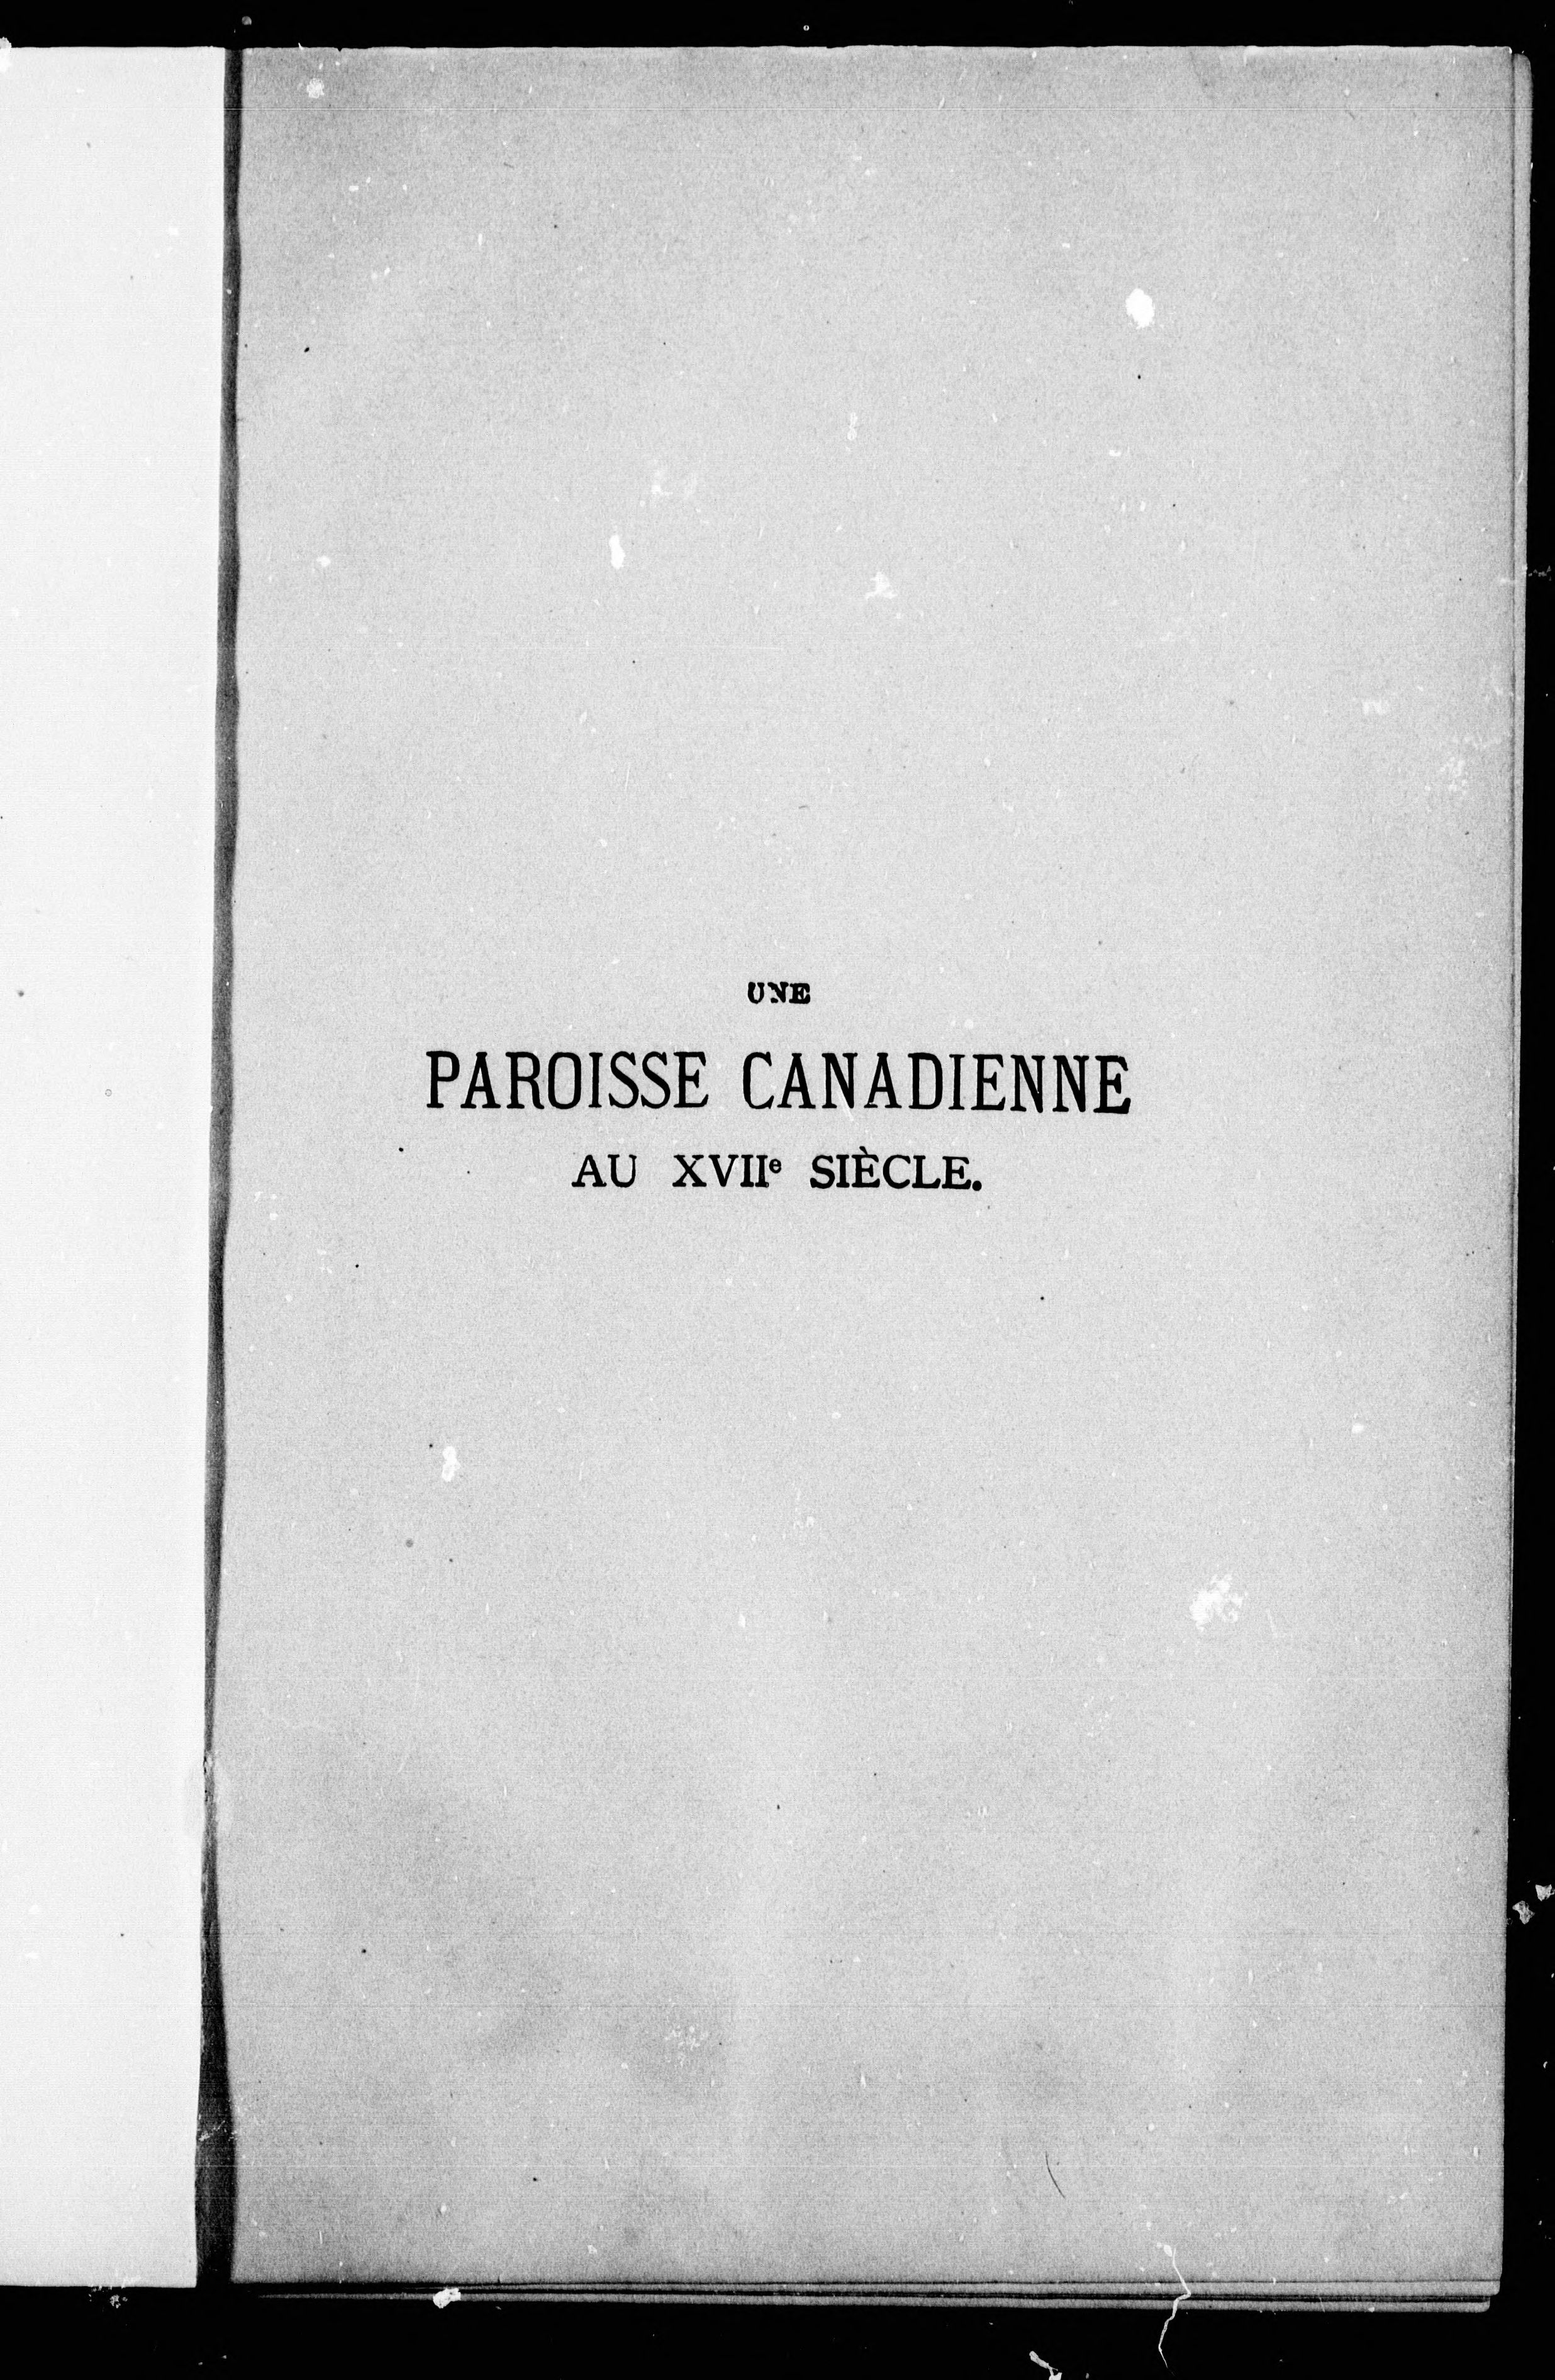 UNE
PAROISSE CANADIENNE
AU XVIIᵉ SIÈCLE.